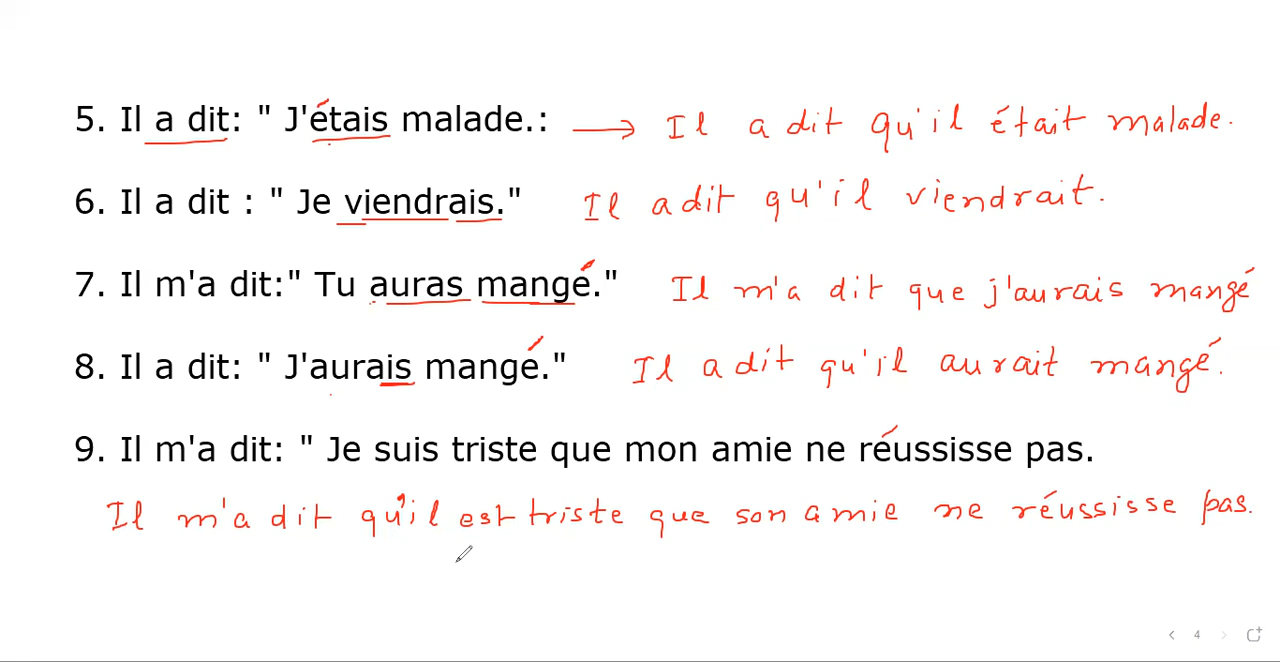 5. Il a dit: " J'étais malade.: → Il a dit qu'il était malade.
6. Il a dit : " Je viendrais." Il a dit qu'il viendrait.
7. Il m'a dit:" Tu auras mangé." Il m'a dit que j'aurais mangé
8. Il a dit: " J'aurais mangé." Il a dit qu'il aurait mangé.
9. Il m'a dit: " Je suis triste que mon amie ne réussisse pas.
Il m'a dit qu'il est triste que son amie ne réussisse pas.
4